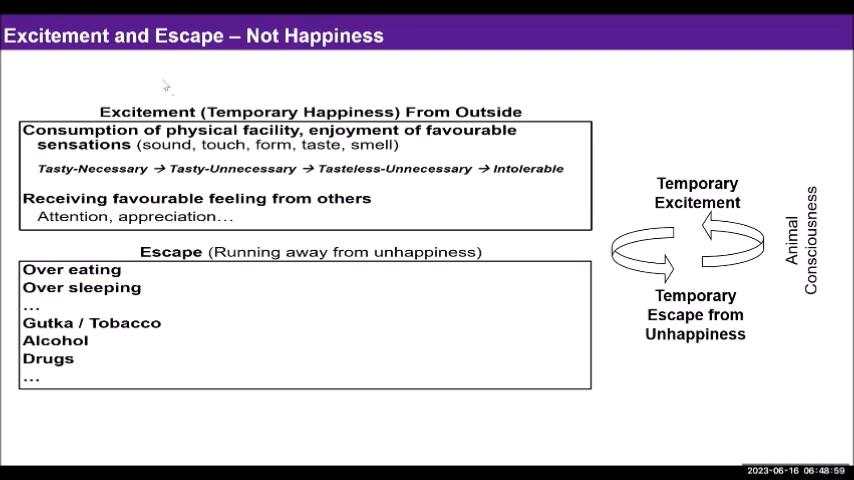 Excitement and Escape – Not Happiness
Excitement (Temporary Happiness) From Outside
Consumption of physical facility, enjoyment of favourable
sensations (sound, touch, form, taste, smell)
Tasty-Necessary → Tasty-Unnecessary → Tasteless-Unnecessary → Intolerable
Receiving favourable feeling from others
Attention, appreciation…
Escape (Running away from unhappiness)
Over eating
Over sleeping
…
Gutka / Tobacco
Alcohol
Drugs
…
Temporary
Excitement
Temporary
Escape from
Unhappiness
Animal
Consciousness
2023-06-16 06:48:59